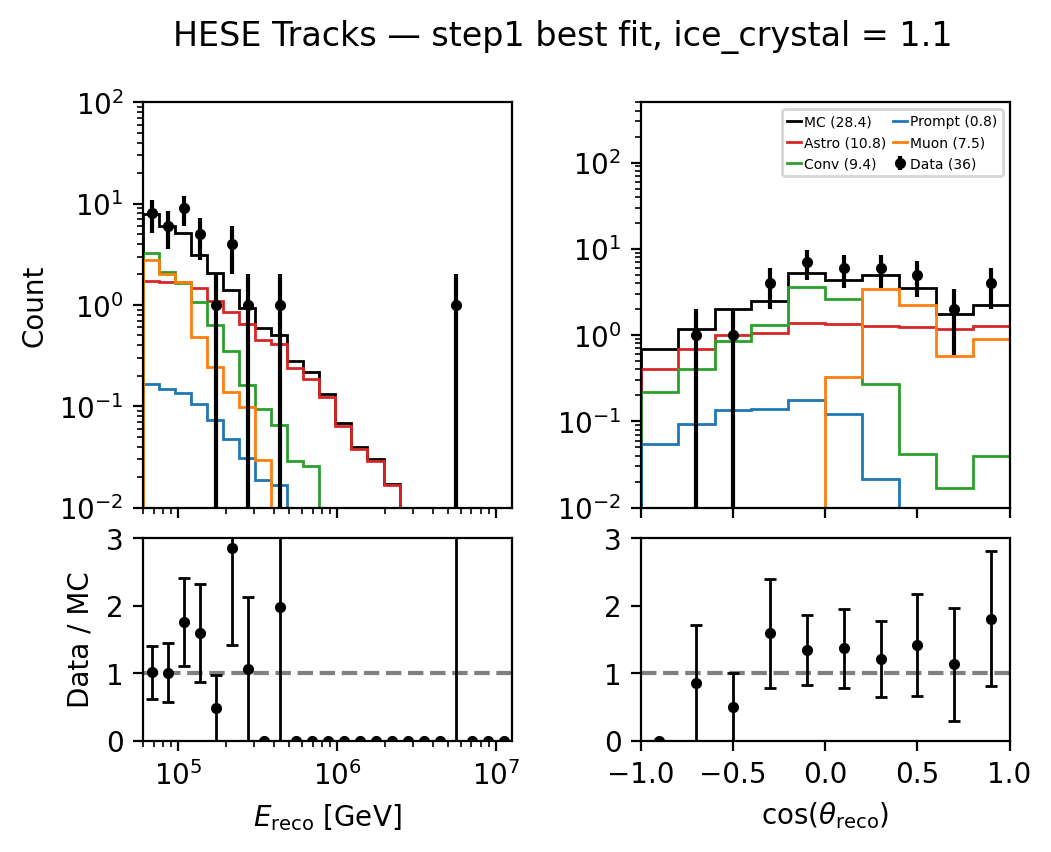 HESE Tracks — step1 best fit, ice_crystal = 1.1
Count
10²
10¹
10⁰
10⁻¹
10⁻²
10²
10¹
10⁰
10⁻¹
10⁻²
MC (28.4)
Astro (10.8)
Conv (9.4)
Prompt (0.8)
Muon (7.5)
Data (36)
Data / MC
3
2
1
0
10⁵ 10⁶ 10⁷
E_reco [GeV]
3
2
1
0
−1.0 −0.5 0.0 0.5 1.0
cos(θ_reco)